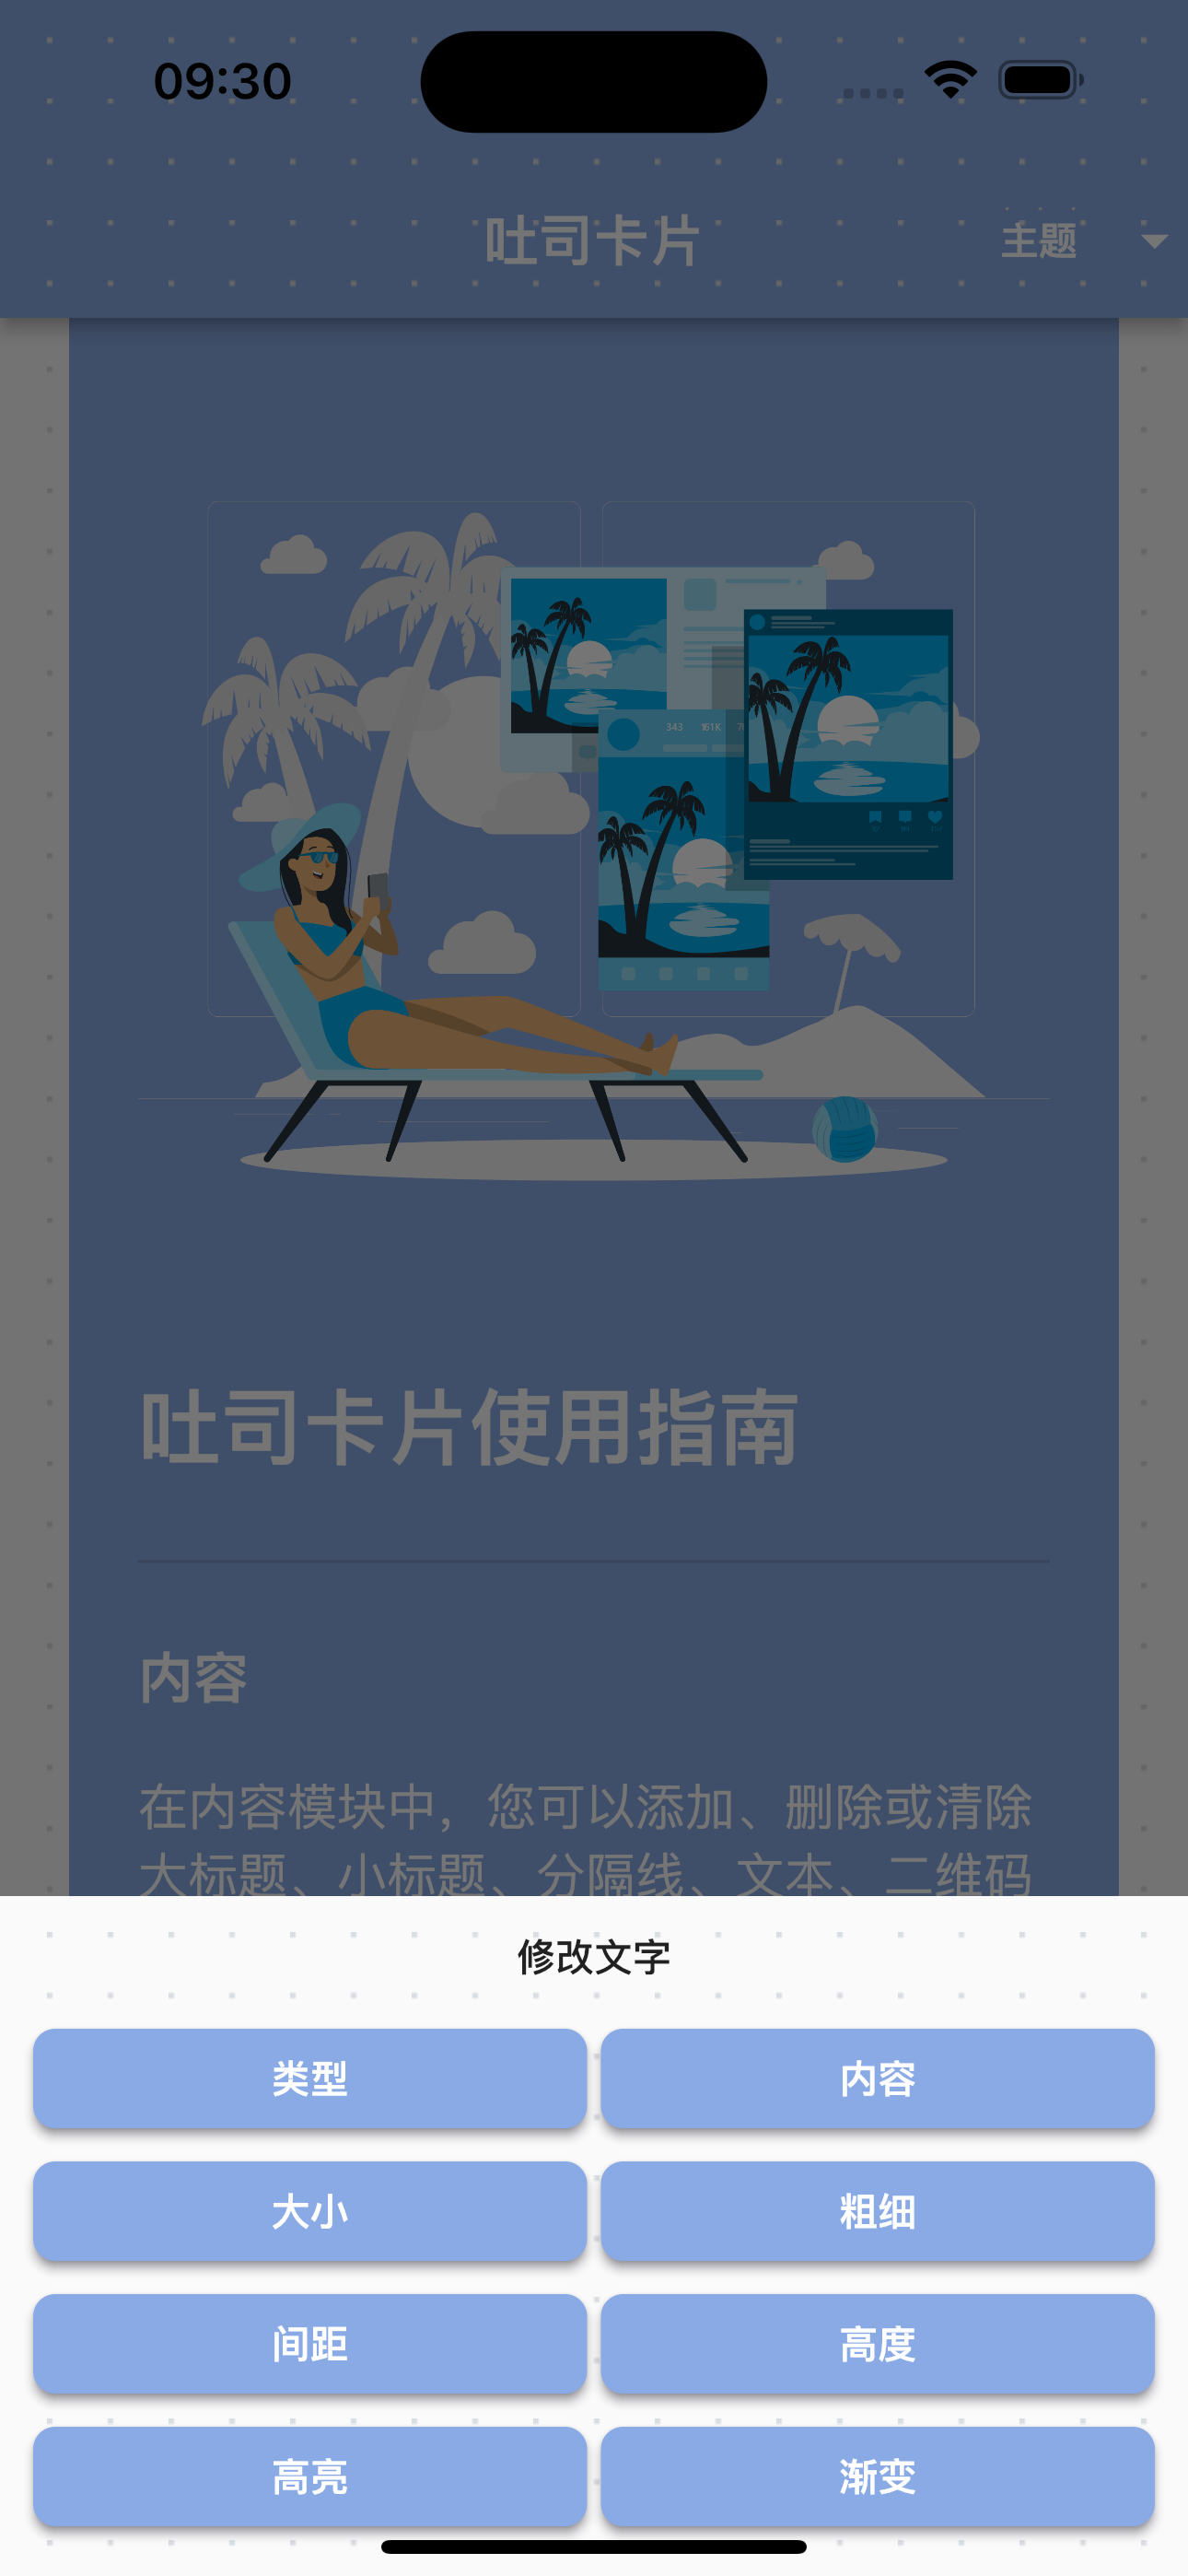 09:30
吐司卡片
主题
343 161K
吐司卡片使用指南
内容
在内容模块中，您可以添加、删除或清除
大标题、小标题、分隔线、文本、二维码
修改文字
类型
内容
大小
粗细
间距
高度
高亮
渐变